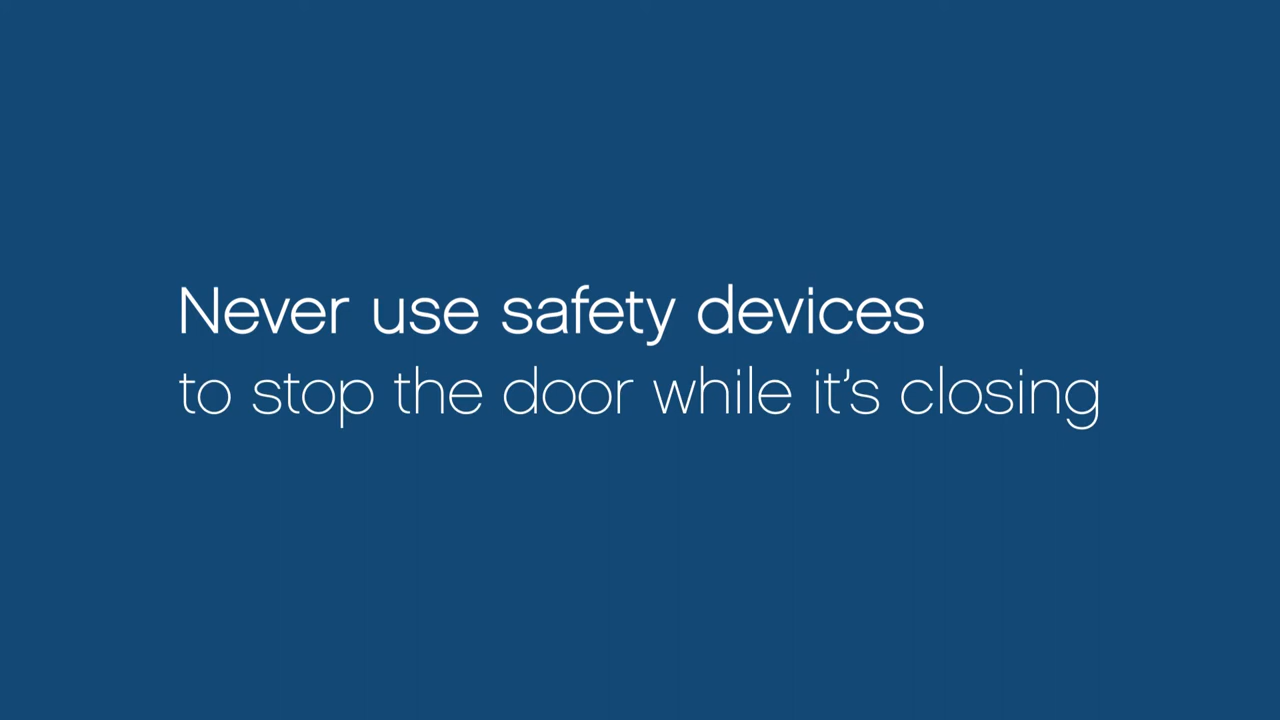 Never use safety devices
to stop the door while it’s closing